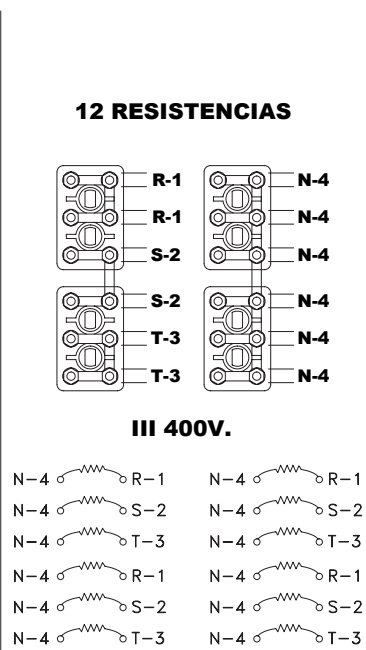 12 RESISTENCIAS
R-1 N-4
R-1 N-4
S-2 N-4
S-2 N-4
T-3 N-4
T-3 N-4
III 400V.
N-4 R-1 N-4 R-1
N-4 S-2 N-4 S-2
N-4 T-3 N-4 T-3
N-4 R-1 N-4 R-1
N-4 S-2 N-4 S-2
N-4 T-3 N-4 T-3